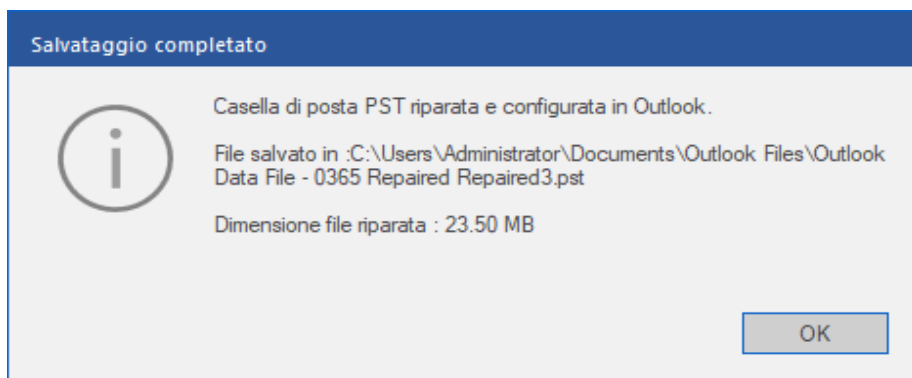 Salvataggio completato
Casella di posta PST riparata e configurata in Outlook.
File salvato in :C:\Users\Administrator\Documents\Outlook Files\Outlook
Data File - 0365 Repaired Repaired3.pst
Dimensione file riparata : 23.50 MB
OK